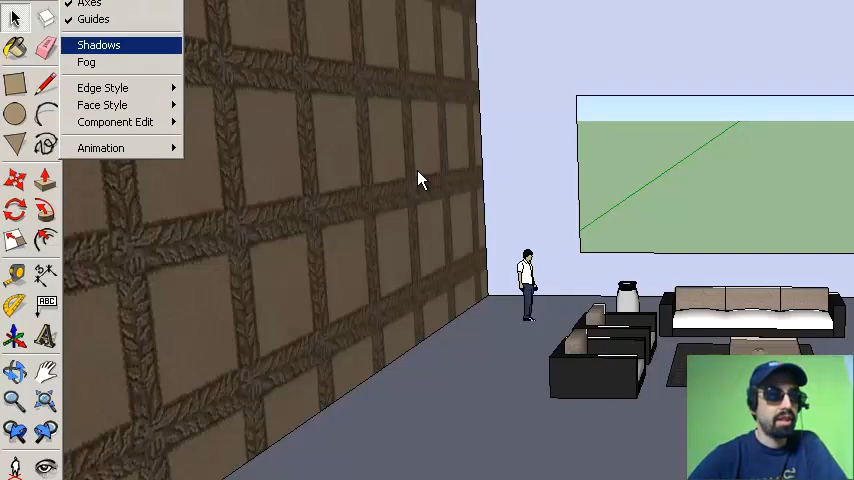 Axes
Guides
Shadows
Fog
Edge Style
Face Style
Component Edit
Animation
ABC